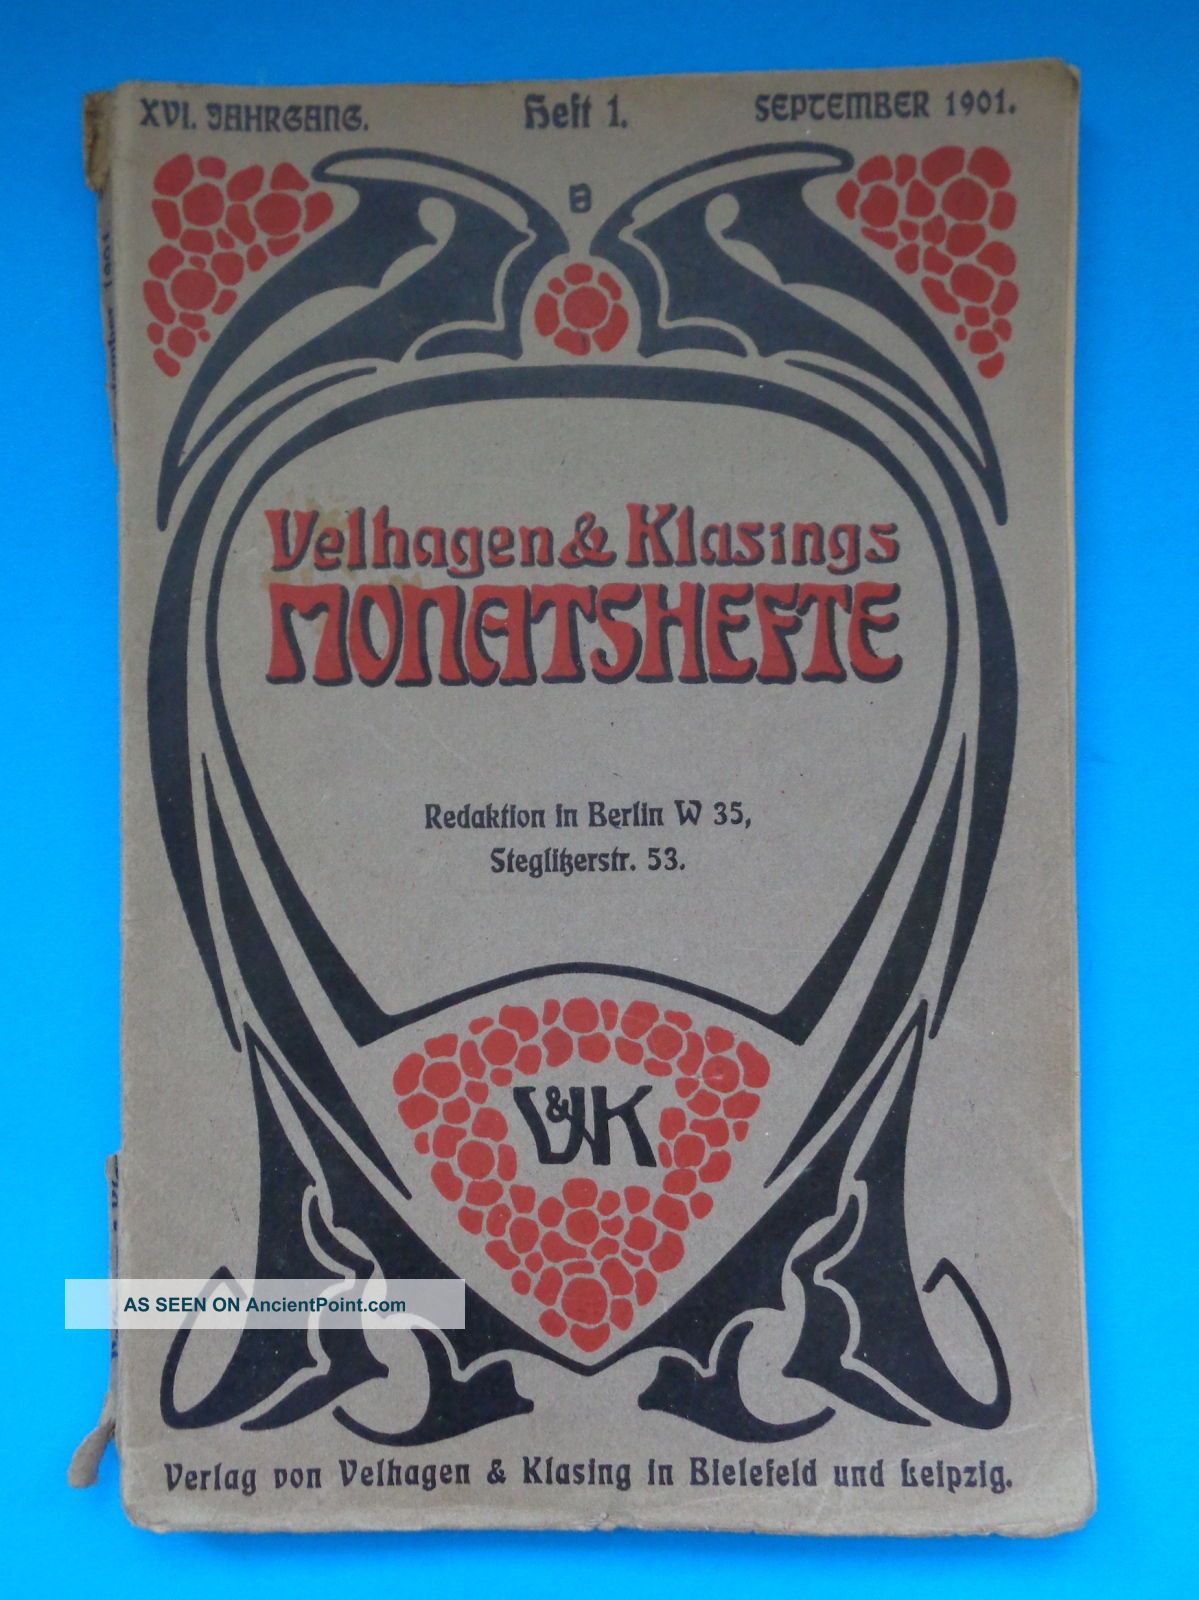 XVI. JAHRGANG. Heft 1. SEPTEMBER 1901.
Velhagen & Klasings
MONATSHEFTE
Redaktion in Berlin W 35,
Steglitzerstr. 53.
V&K
AS SEEN ON AncientPoint.com
Verlag von Velhagen & Klasing in Bielefeld und Leipzig.